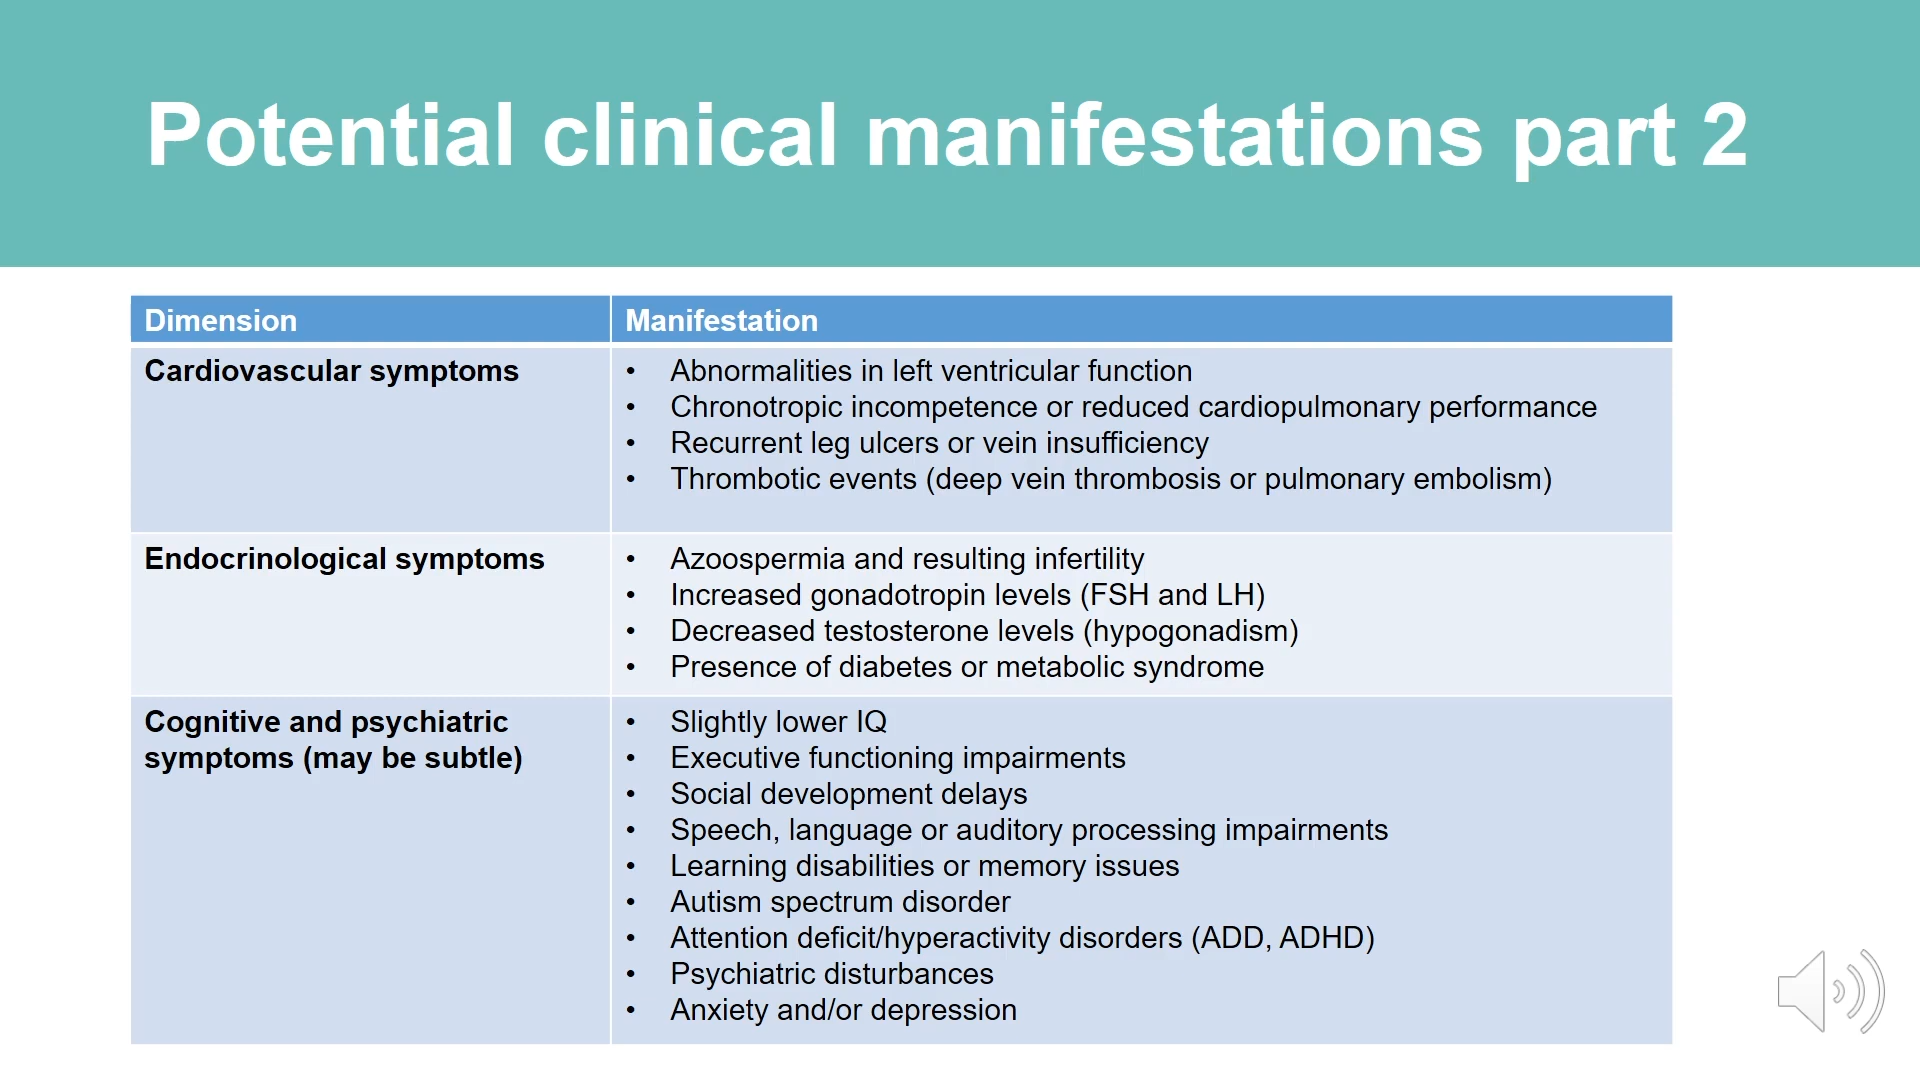 Potential clinical manifestations part 2
Dimension
Manifestation
Cardiovascular symptoms
• Abnormalities in left ventricular function
• Chronotropic incompetence or reduced cardiopulmonary performance
• Recurrent leg ulcers or vein insufficiency
• Thrombotic events (deep vein thrombosis or pulmonary embolism)
Endocrinological symptoms
• Azoospermia and resulting infertility
• Increased gonadotropin levels (FSH and LH)
• Decreased testosterone levels (hypogonadism)
• Presence of diabetes or metabolic syndrome
Cognitive and psychiatric
symptoms (may be subtle)
• Slightly lower IQ
• Executive functioning impairments
• Social development delays
• Speech, language or auditory processing impairments
• Learning disabilities or memory issues
• Autism spectrum disorder
• Attention deficit/hyperactivity disorders (ADD, ADHD)
• Psychiatric disturbances
• Anxiety and/or depression